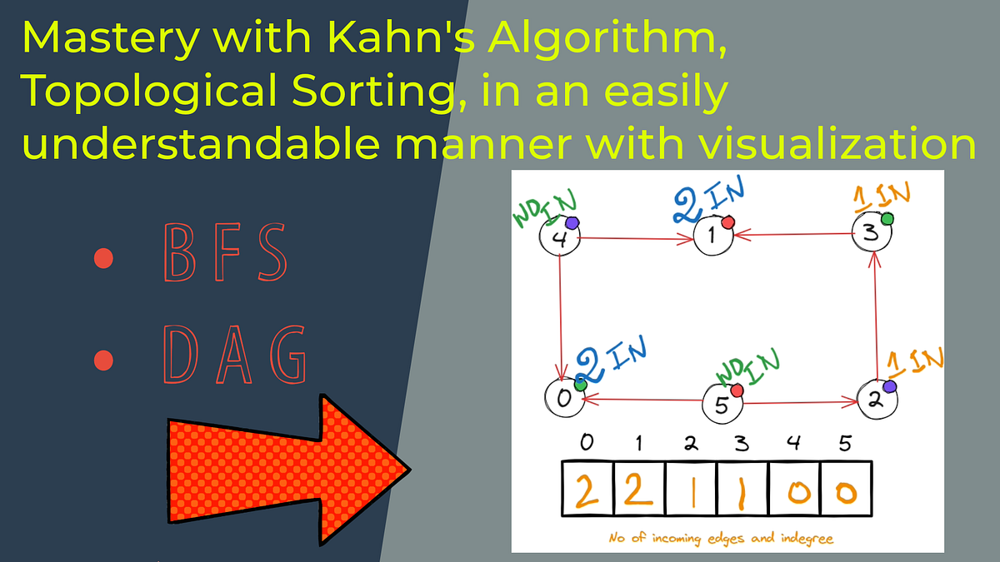 Mastery with Kahn's Algorithm,
Topological Sorting, in an easily
understandable manner with visualization
• BFS
• DAG
NO IN
2 IN
1 IN
4
1
3
2 IN
NO IN
1 IN
0
5
2
0 1 2 3 4 5
2 2 1 1 0 0
No of incoming edges and indegree